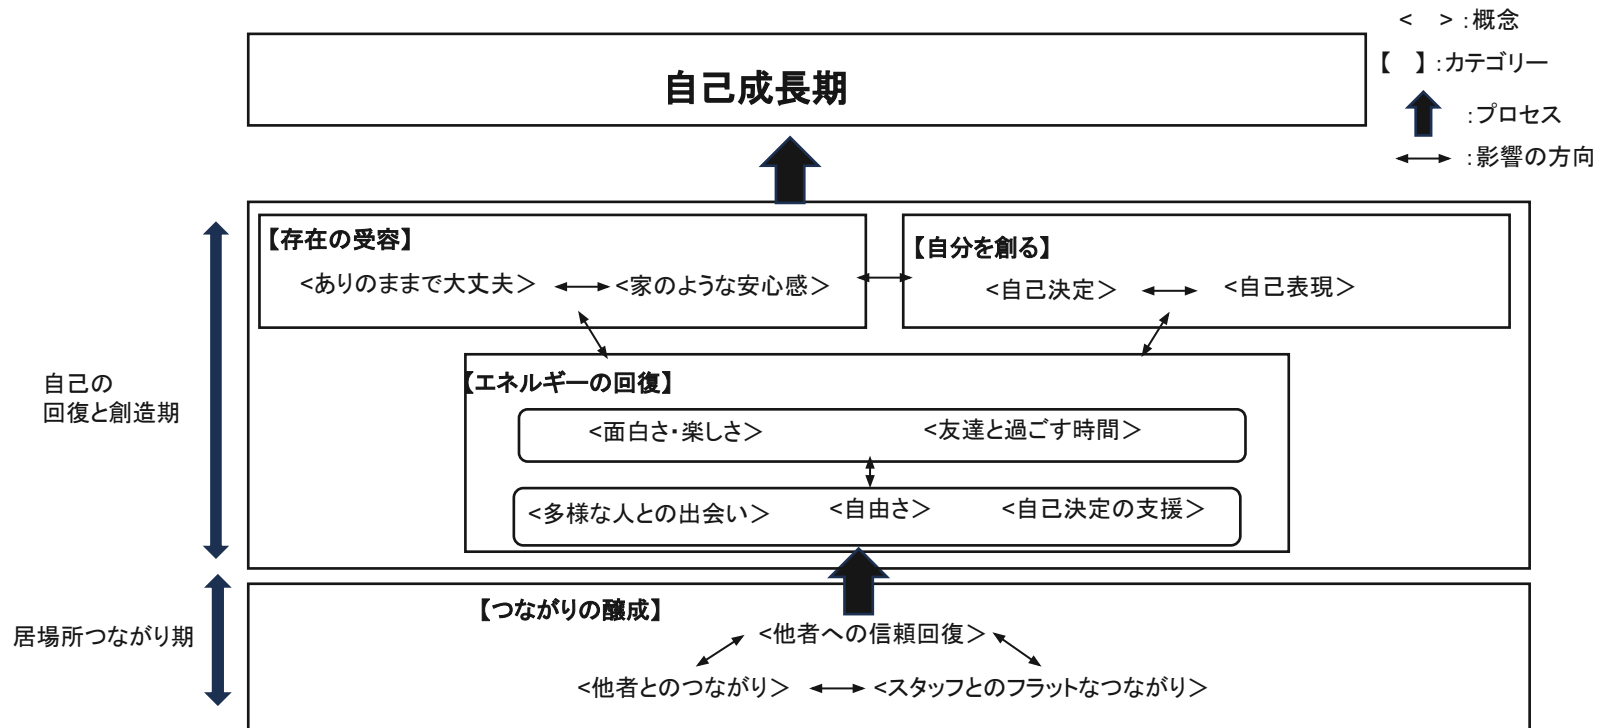 < >:概念
【 】:カテゴリー
:プロセス
:影響の方向
自己成長期
【存在の受容】
<ありのままで大丈夫>
<家のような安心感>
【自分を創る】
<自己決定>
<自己表現>
自己の
回復と創造期
【エネルギーの回復】
<面白さ・楽しさ>
<友達と過ごす時間>
<多様な人との出会い>
<自由さ>
<自己決定の支援>
居場所つながり期
【つながりの醸成】
<他者への信頼回復>
<他者とのつながり>
<スタッフとのフラットなつながり>